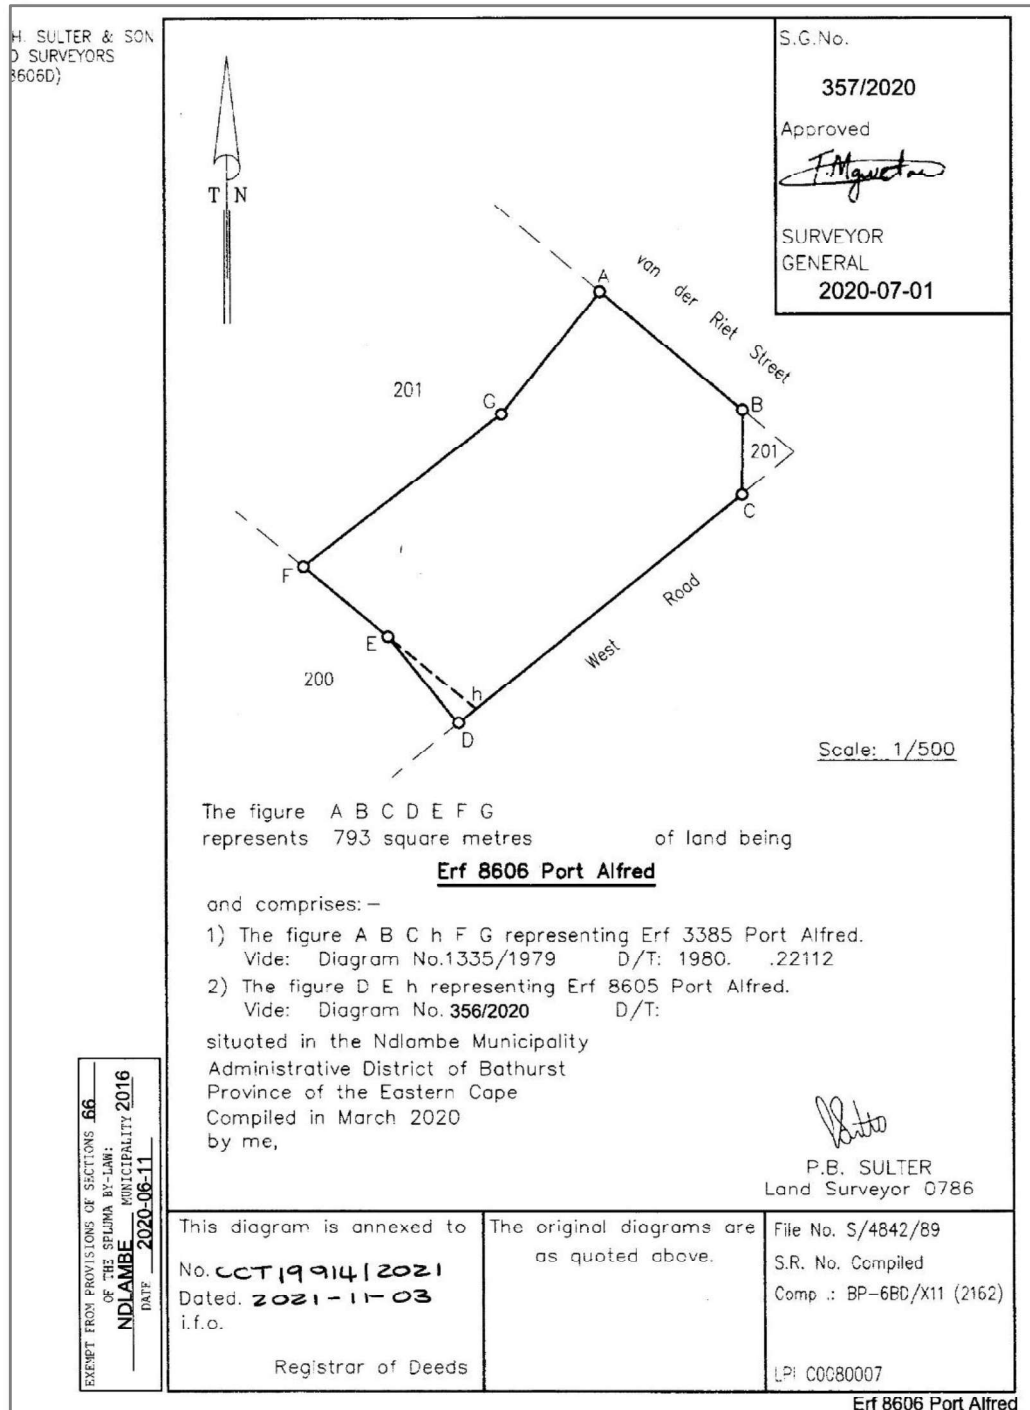 H. SULTER & SON
D SURVEYORS
8606D)
T N
S.G.No.
357/2020
Approved
SURVEYOR
GENERAL
2020-07-01
van der Riet Street
A
B
201
C
201
G
F
E
200
h
D
West Road
Scale: 1/500
The figure A B C D E F G
represents 793 square metres of land being
Erf 8606 Port Alfred
and comprises:—
1) The figure A B C h F G representing Erf 3385 Port Alfred.
Vide: Diagram No.1335/1979 D/T: 1980. .22112
2) The figure D E h representing Erf 8605 Port Alfred.
Vide: Diagram No. 356/2020 D/T:
situated in the Ndlambe Municipality
Administrative District of Bathurst
Province of the Eastern Cape
Compiled in March 2020
by me,
P.B. SULTER
Land Surveyor 0786
EXEMPT FROM PROVISIONS OF SECTIONS 66
OF THE SPLUMA BY-LAW:
NDLAMBE MUNICIPALITY 2016
DATE 2020-06-11
This diagram is annexed to
No. CCT19914/2021
Dated. 2021-11-03
i.f.o.
Registrar of Deeds
The original diagrams are
as quoted above.
File No. S/4842/89
S.R. No. Compiled
Comp .: BP-6BD/X11 (2162)
LPI C0080007
Erf 8606 Port Alfred